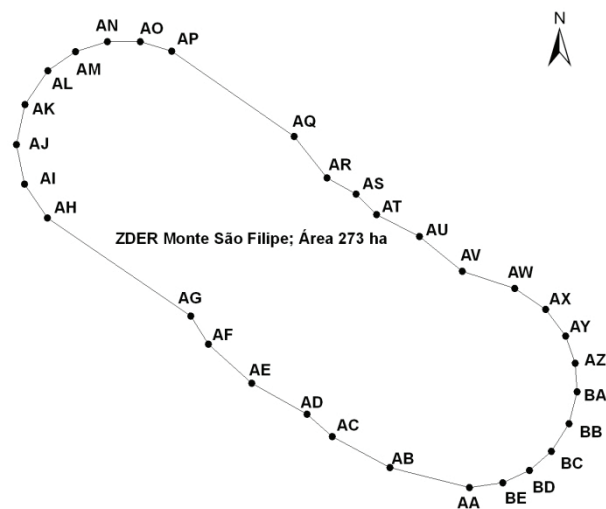 N
AN AO AP
AM
AL
AK
AQ
AJ
AR
AS
AI
AT
AH
AU
ZDER Monte São Filipe; Área 273 ha
AV
AW
AG
AX
AF
AY
AZ
AE
BA
AD
BB
AC
BC
AB
BD
BE
AA